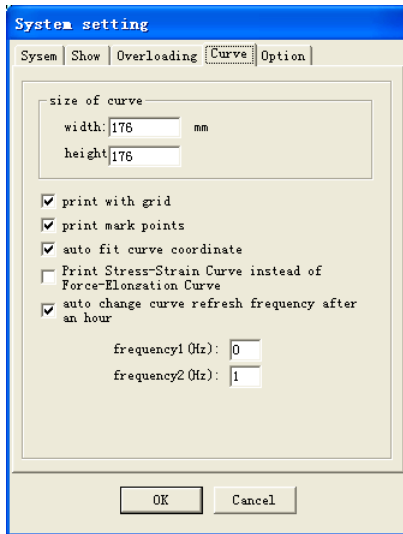 System setting
Sysem Show Overloading Curve Option
size of curve
width: 176 mm
height 176
print with grid
print mark points
auto fit curve coordinate
Print Stress-Strain Curve instead of
Force-Elongation Curve
auto change curve refresh frequency after
an hour
frequency1(Hz): 0
frequency2(Hz): 1
OK Cancel